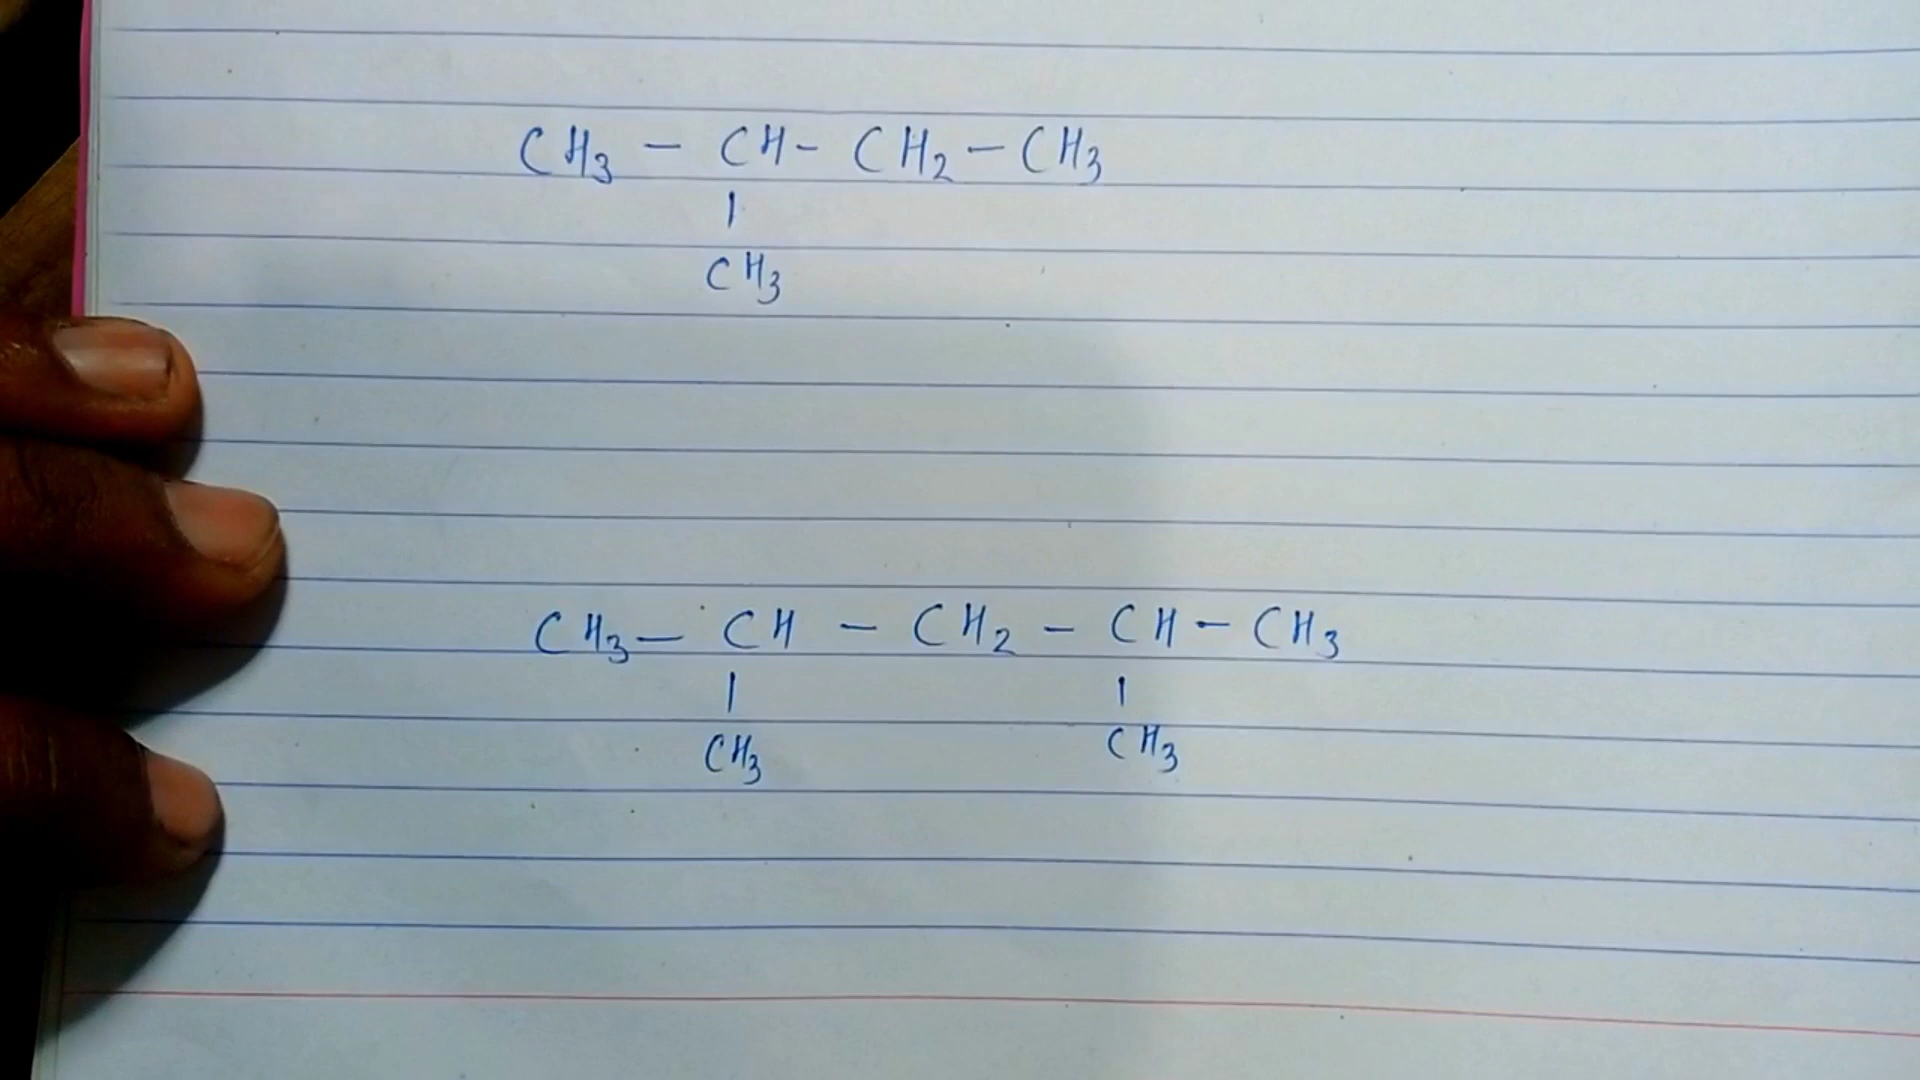 CH₃ – CH – CH₂ – CH₃
|
CH₃
CH₃ – CH – CH₂ – CH – CH₃
| |
CH₃ CH₃